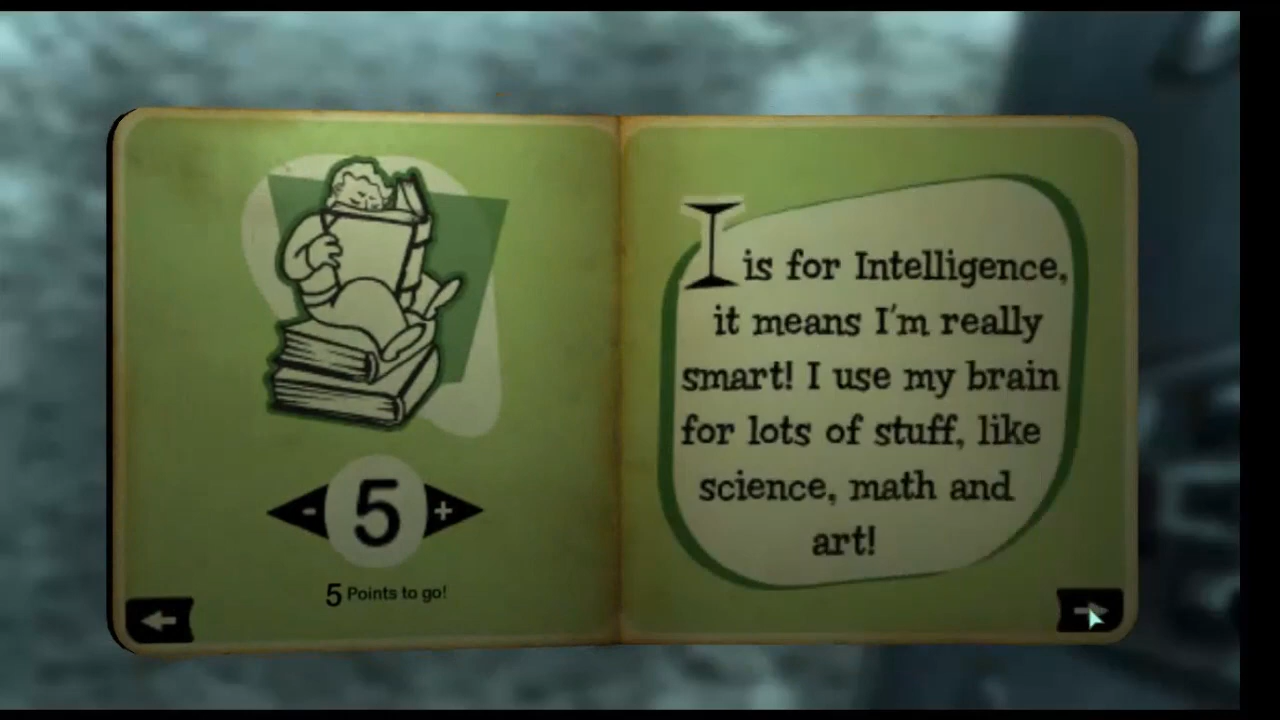 I is for Intelligence,
it means I'm really
smart! I use my brain
for lots of stuff, like
science, math and
art!
- 5 +
5 Points to go!